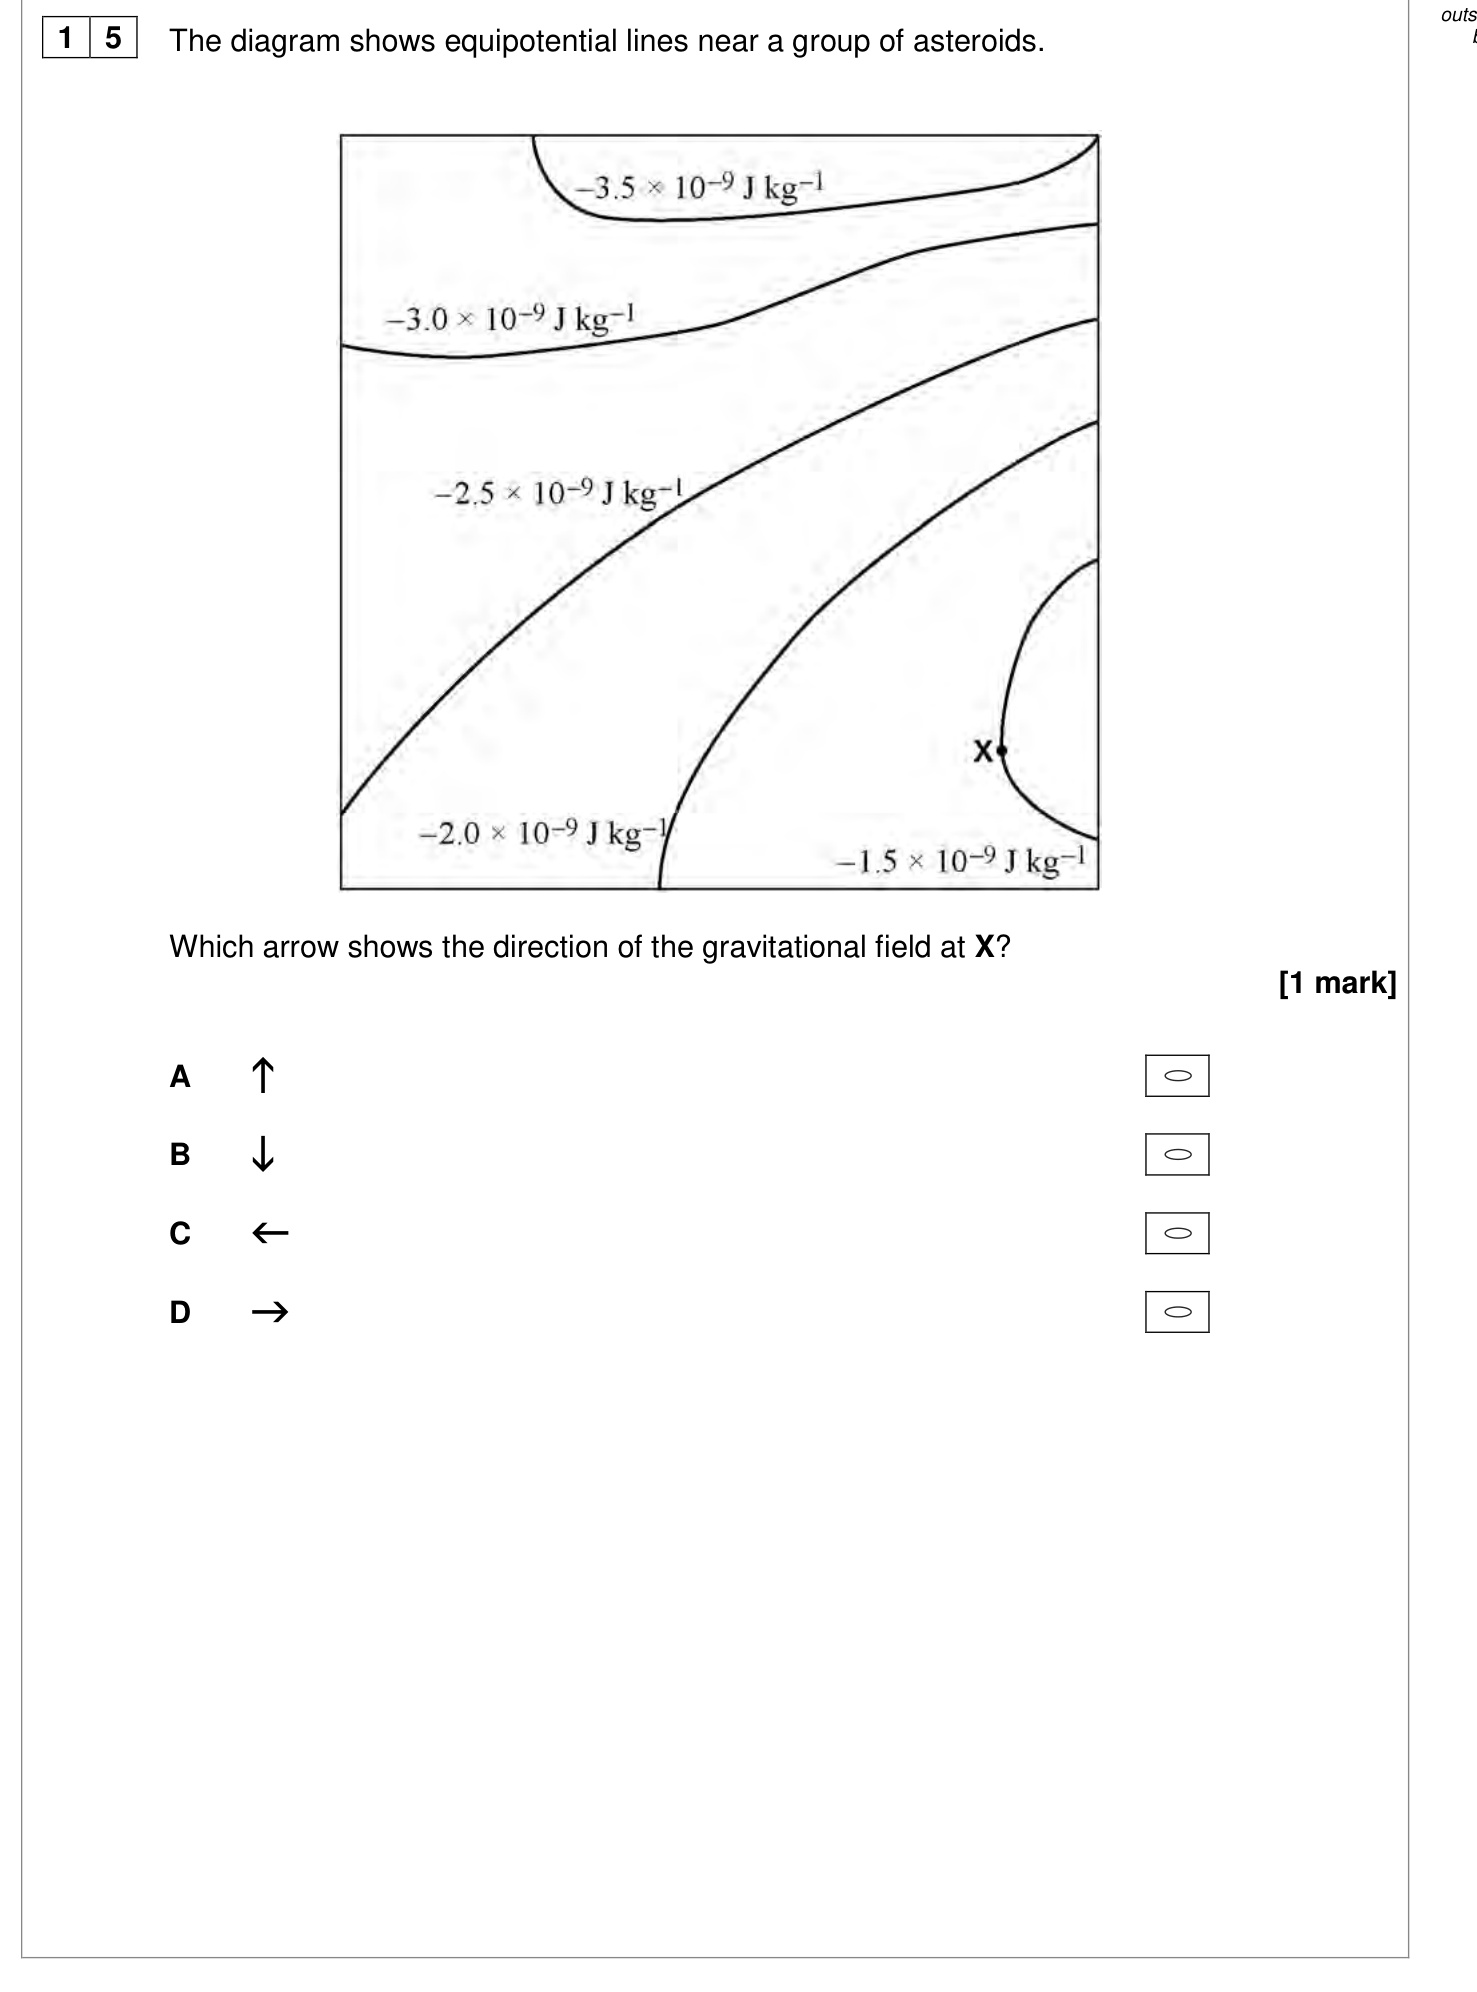 outs
1 5 The diagram shows equipotential lines near a group of asteroids.
−3.5 × 10⁻⁹ J kg⁻¹
−3.0 × 10⁻⁹ J kg⁻¹
−2.5 × 10⁻⁹ J kg⁻¹
X
−2.0 × 10⁻⁹ J kg⁻¹
−1.5 × 10⁻⁹ J kg⁻¹
Which arrow shows the direction of the gravitational field at X?
[1 mark]
A ↑
B ↓
C ←
D →